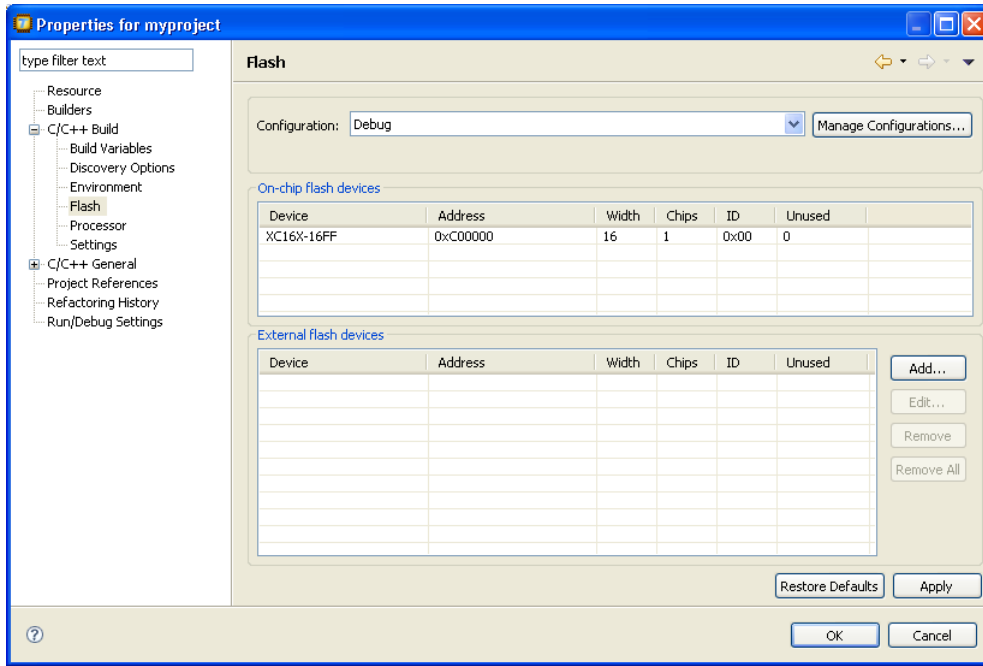 Properties for myproject
type filter text
Resource
Builders
C/C++ Build
Build Variables
Discovery Options
Environment
Flash
Processor
Settings
C/C++ General
Project References
Refactoring History
Run/Debug Settings
Flash
Configuration: Debug Manage Configurations...
On-chip flash devices
Device Address Width Chips ID Unused
XC16X-16FF 0xC00000 16 1 0x00 0
External flash devices
Device Address Width Chips ID Unused
Add...
Edit...
Remove
Remove All
Restore Defaults Apply
OK Cancel